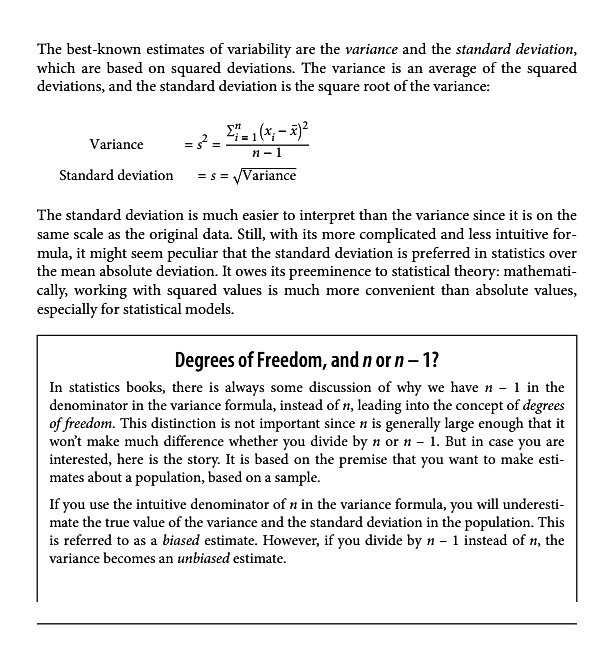 The best-known estimates of variability are the variance and the standard deviation,
which are based on squared deviations. The variance is an average of the squared
deviations, and the standard deviation is the square root of the variance:
Variance = s² = Σⁿᵢ₌₁(xᵢ – x̄)² / n – 1
Standard deviation = s = √Variance
The standard deviation is much easier to interpret than the variance since it is on the
same scale as the original data. Still, with its more complicated and less intuitive for-
mula, it might seem peculiar that the standard deviation is preferred in statistics over
the mean absolute deviation. It owes its preeminence to statistical theory: mathemati-
cally, working with squared values is much more convenient than absolute values,
especially for statistical models.
Degrees of Freedom, and n or n – 1?
In statistics books, there is always some discussion of why we have n – 1 in the
denominator in the variance formula, instead of n, leading into the concept of degrees
of freedom. This distinction is not important since n is generally large enough that it
won't make much difference whether you divide by n or n – 1. But in case you are
interested, here is the story. It is based on the premise that you want to make esti-
mates about a population, based on a sample.
If you use the intuitive denominator of n in the variance formula, you will underesti-
mate the true value of the variance and the standard deviation in the population. This
is referred to as a biased estimate. However, if you divide by n – 1 instead of n, the
variance becomes an unbiased estimate.